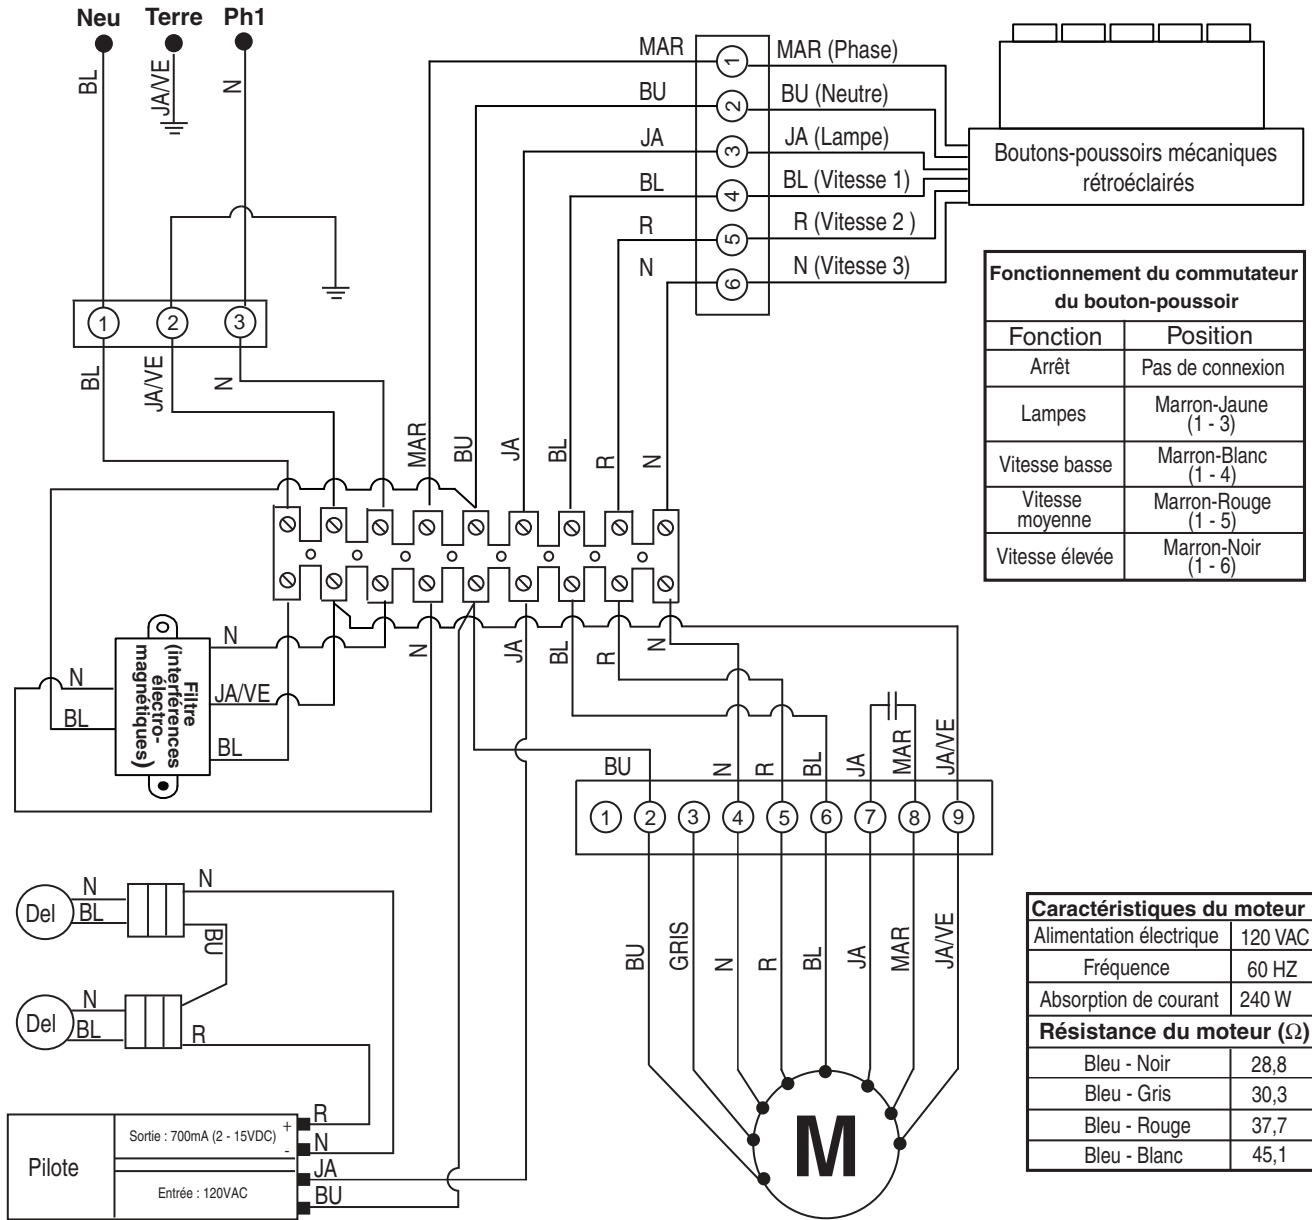 Neu Terre Ph1
BL JA/VE N
MAR MAR (Phase)
BU BU (Neutre)
JA JA (Lampe)
BL BL (Vitesse 1)
R R (Vitesse 2 )
N N (Vitesse 3)
1
2
3
4
5
6
Boutons-poussoirs mécaniques
rétroéclairés
Fonctionnement du commutateur
du bouton-poussoir
Fonction Position
Arrêt Pas de connexion
Lampes Marron-Jaune
(1 - 3)
Vitesse basse Marron-Blanc
(1 - 4)
Vitesse
moyenne Marron-Rouge
(1 - 5)
Vitesse élevée Marron-Noir
(1 - 6)
1 2 3
BL JA/VE N
MAR BU JA BL R N
N JA BL R N
Filtre
(interférences
électro-
magnétiques)
N
JA/VE
BL
N
BL
BU N R BL JA MAR JA/VE
1 2 3 4 5 6 7 8 9
BU GRIS N R BL JA MAR JA/VE
M
Del N
BL
N
BU
Del N
BL
R
Pilote
Sortie : 700mA (2 - 15VDC)
+
-
Entrée : 120VAC
R
N
JA
BU
Caractéristiques du moteur
Alimentation électrique 120 VAC
Fréquence 60 HZ
Absorption de courant 240 W
Résistance du moteur (Ω)
Bleu - Noir 28,8
Bleu - Gris 30,3
Bleu - Rouge 37,7
Bleu - Blanc 45,1